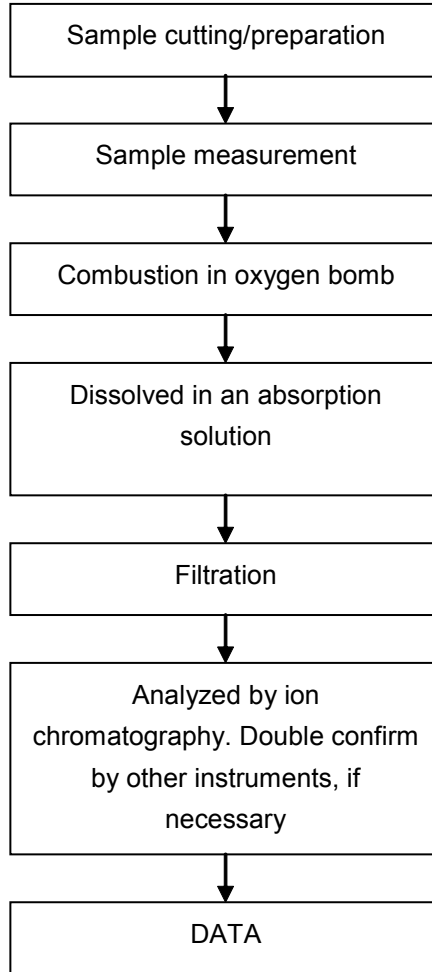 Sample cutting/preparation
Sample measurement
Combustion in oxygen bomb
Dissolved in an absorption
solution
Filtration
Analyzed by ion
chromatography. Double confirm
by other instruments, if
necessary
DATA